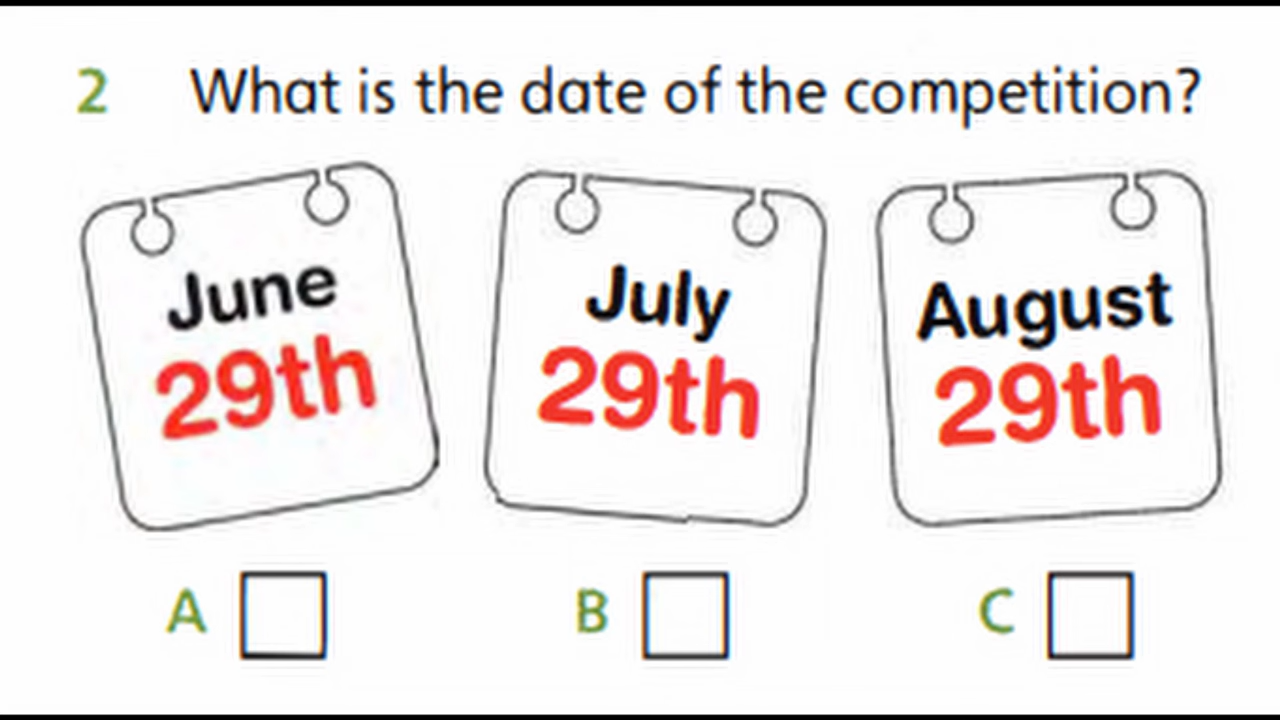 2 What is the date of the competition?
June
29th
July
29th
August
29th
A
B
C